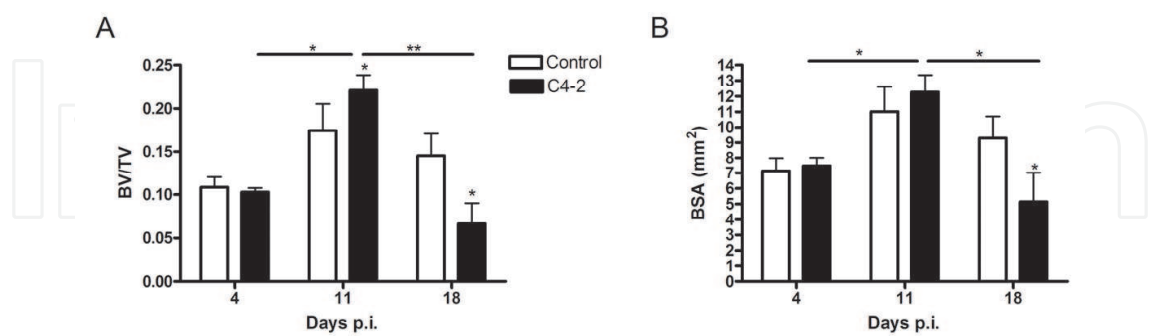 A
* **
BV/TV
0.25
0.20
0.15
0.10
0.05
0.00
*
*
4 11 18
Days p.i.
Control
C4-2
B
* *
BSA (mm²)
14
13
12
11
10
9
8
7
6
5
4
3
2
1
0
*
4 11 18
Days p.i.